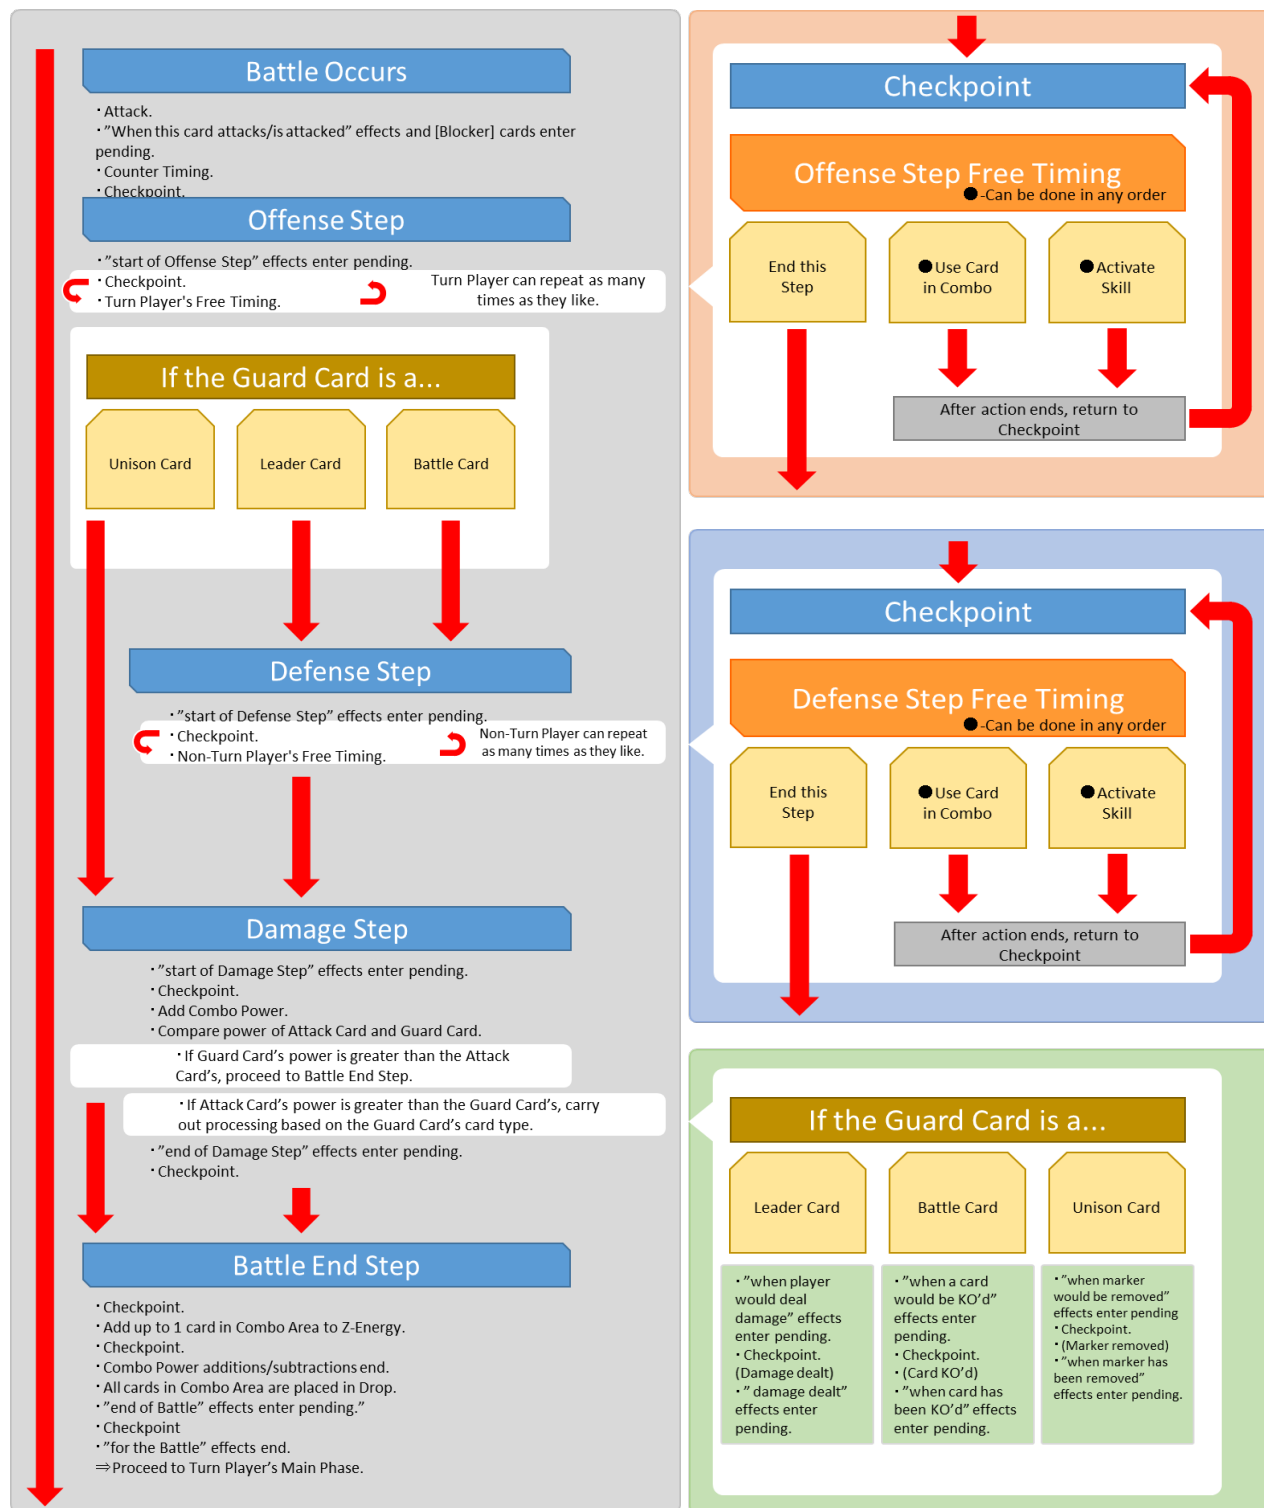 Battle Occurs
・Attack.
・”When this card attacks/is attacked” effects and [Blocker] cards enter
pending.
・Counter Timing.
・Checkpoint.
Offense Step
・”start of Offense Step” effects enter pending.
・Checkpoint.
・Turn Player's Free Timing.
Turn Player can repeat as many
times as they like.
If the Guard Card is a...
Unison Card
Leader Card
Battle Card
Defense Step
・”start of Defense Step” effects enter pending.
・Checkpoint.
・Non-Turn Player's Free Timing.
Non-Turn Player can repeat
as many times as they like.
Damage Step
・”start of Damage Step” effects enter pending.
・Checkpoint.
・Add Combo Power.
・Compare power of Attack Card and Guard Card.
・If Guard Card’s power is greater than the Attack
Card’s, proceed to Battle End Step.
・If Attack Card’s power is greater than the Guard Card’s, carry
out processing based on the Guard Card’s card type.
・”end of Damage Step” effects enter pending.
・Checkpoint.
Battle End Step
・Checkpoint.
・Add up to 1 card in Combo Area to Z-Energy.
・Checkpoint.
・Combo Power additions/subtractions end.
・All cards in Combo Area are placed in Drop.
・”end of Battle” effects enter pending.”
・Checkpoint
・”for the Battle” effects end.
⇒Proceed to Turn Player’s Main Phase.
Checkpoint
Offense Step Free Timing
●-Can be done in any order
End this
Step
●Use Card
in Combo
●Activate
Skill
After action ends, return to
Checkpoint
Checkpoint
Defense Step Free Timing
●-Can be done in any order
End this
Step
●Use Card
in Combo
●Activate
Skill
After action ends, return to
Checkpoint
If the Guard Card is a...
Leader Card
Battle Card
Unison Card
・”when player
would deal
damage” effects
enter pending.
・Checkpoint.
(Damage dealt)
・” damage dealt”
effects enter
pending.
・”when a card
would be KO’d”
effects enter
pending.
・Checkpoint.
・(Card KO’d)
・”when card has
been KO’d” effects
enter pending.
・”when marker
would be removed”
effects enter pending
・Checkpoint.
・(Marker removed)
・”when marker has
been removed”
effects enter pending.